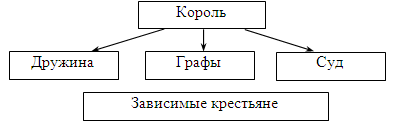 Король
Дружина
Графы
Суд
Зависимые крестьяне